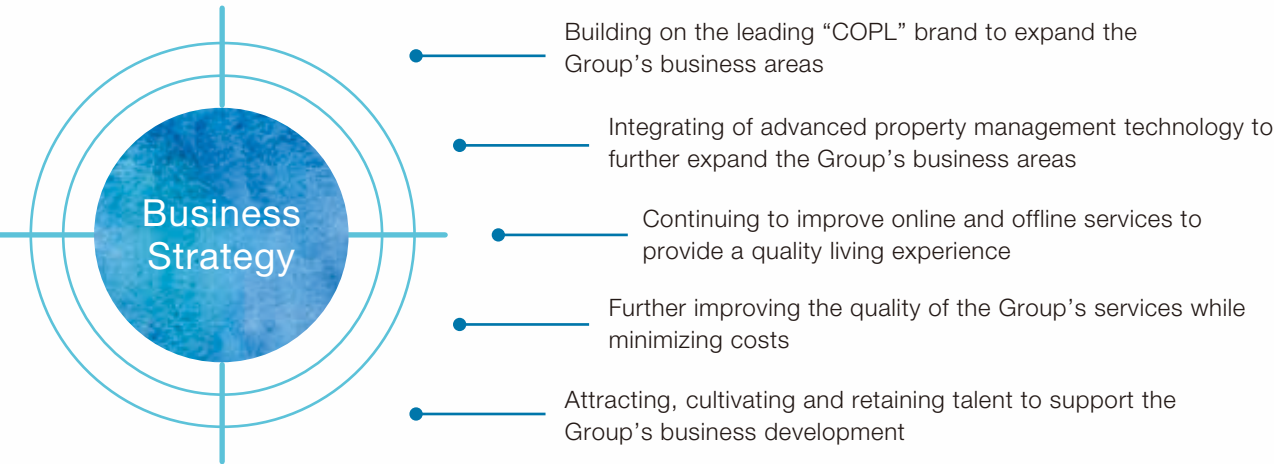 Business
Strategy
Building on the leading “COPL” brand to expand the
Group’s business areas
Integrating of advanced property management technology to
further expand the Group’s business areas
Continuing to improve online and offline services to
provide a quality living experience
Further improving the quality of the Group’s services while
minimizing costs
Attracting, cultivating and retaining talent to support the
Group’s business development